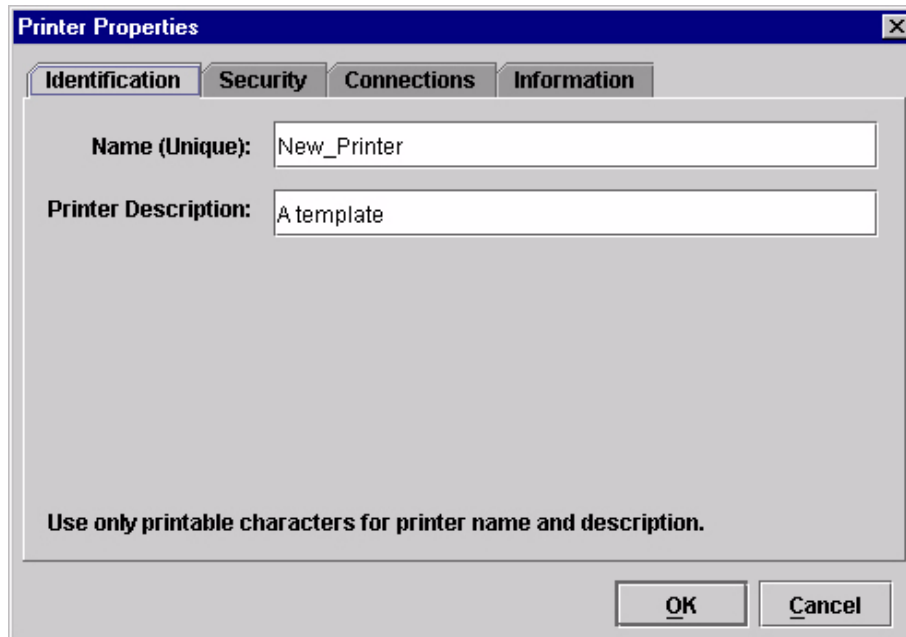 Printer Properties
Identification Security Connections Information
Name (Unique): New_Printer
Printer Description: A template
Use only printable characters for printer name and description.
OK Cancel